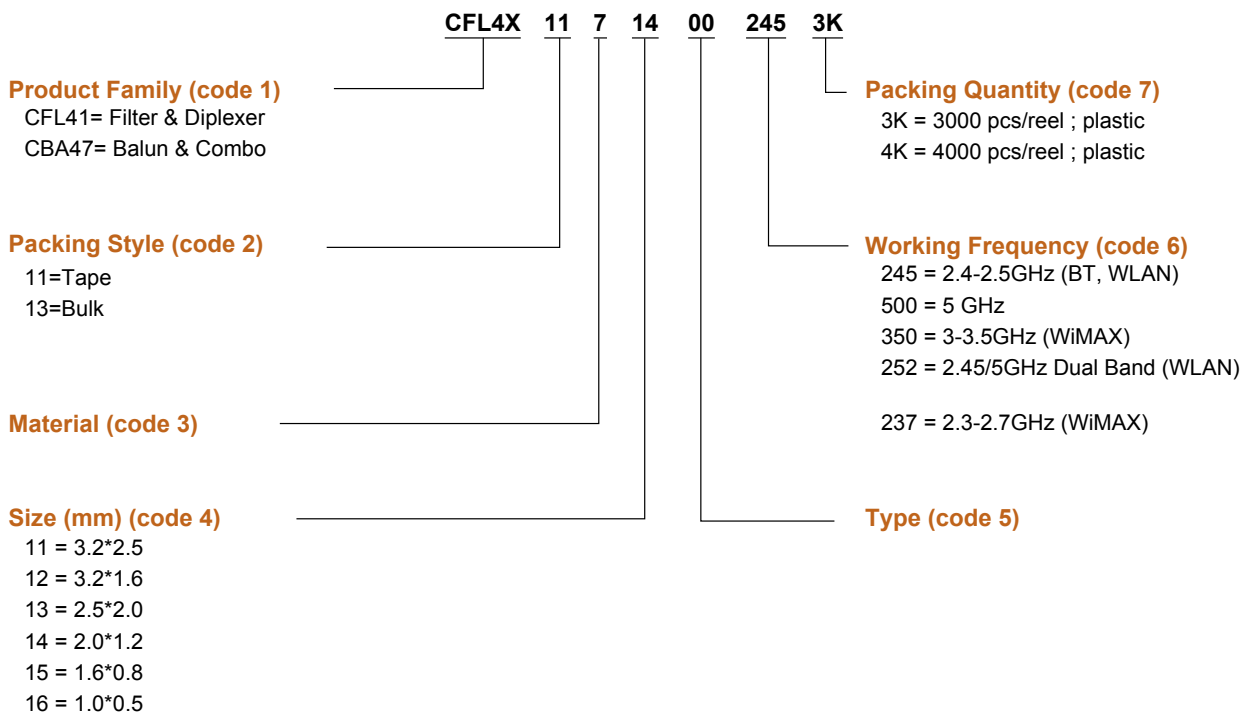 CFL4X 11 7 14 00 245 3K
Product Family (code 1)
CFL41= Filter & Diplexer
CBA47= Balun & Combo
Packing Style (code 2)
11=Tape
13=Bulk
Material (code 3)
Size (mm) (code 4)
11 = 3.2*2.5
12 = 3.2*1.6
13 = 2.5*2.0
14 = 2.0*1.2
15 = 1.6*0.8
16 = 1.0*0.5
Packing Quantity (code 7)
3K = 3000 pcs/reel ; plastic
4K = 4000 pcs/reel ; plastic
Working Frequency (code 6)
245 = 2.4-2.5GHz (BT, WLAN)
500 = 5 GHz
350 = 3-3.5GHz (WiMAX)
252 = 2.45/5GHz Dual Band (WLAN)
237 = 2.3-2.7GHz (WiMAX)
Type (code 5)